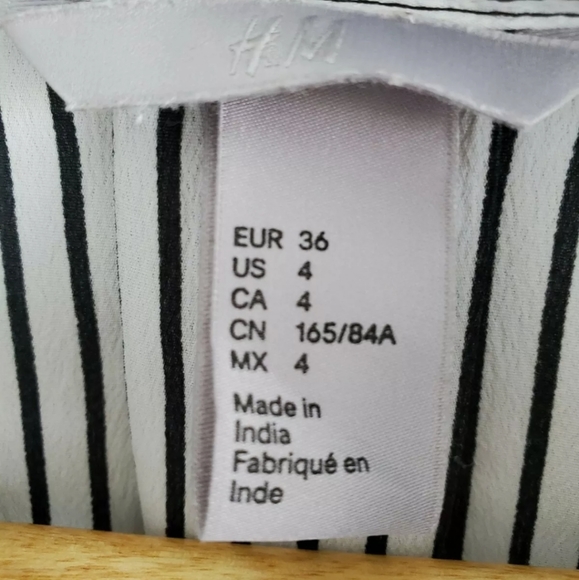 H&M
EUR 36
US 4
CA 4
CN 165/84A
MX 4
Made in
India
Fabriqué en
Inde